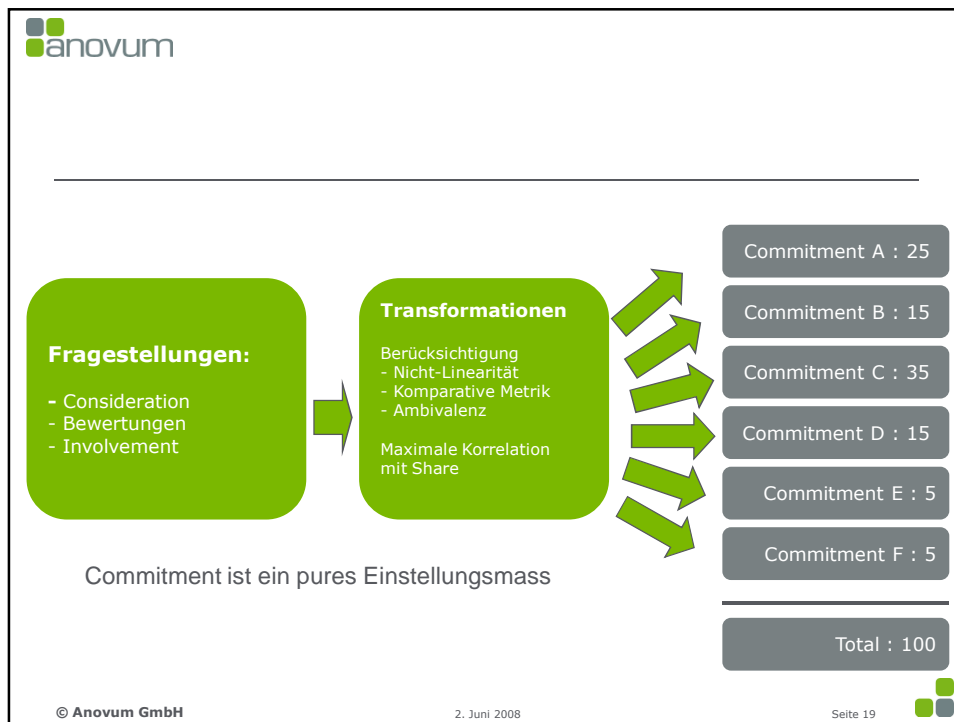 anovum
Fragestellungen:
- Consideration
- Bewertungen
- Involvement
Transformationen
Berücksichtigung
- Nicht-Linearität
- Komparative Metrik
- Ambivalenz
Maximale Korrelation
mit Share
Commitment A : 25
Commitment B : 15
Commitment C : 35
Commitment D : 15
Commitment E : 5
Commitment F : 5
Total : 100
Commitment ist ein pures Einstellungsmass
© Anovum GmbH
2. Juni 2008
Seite 19